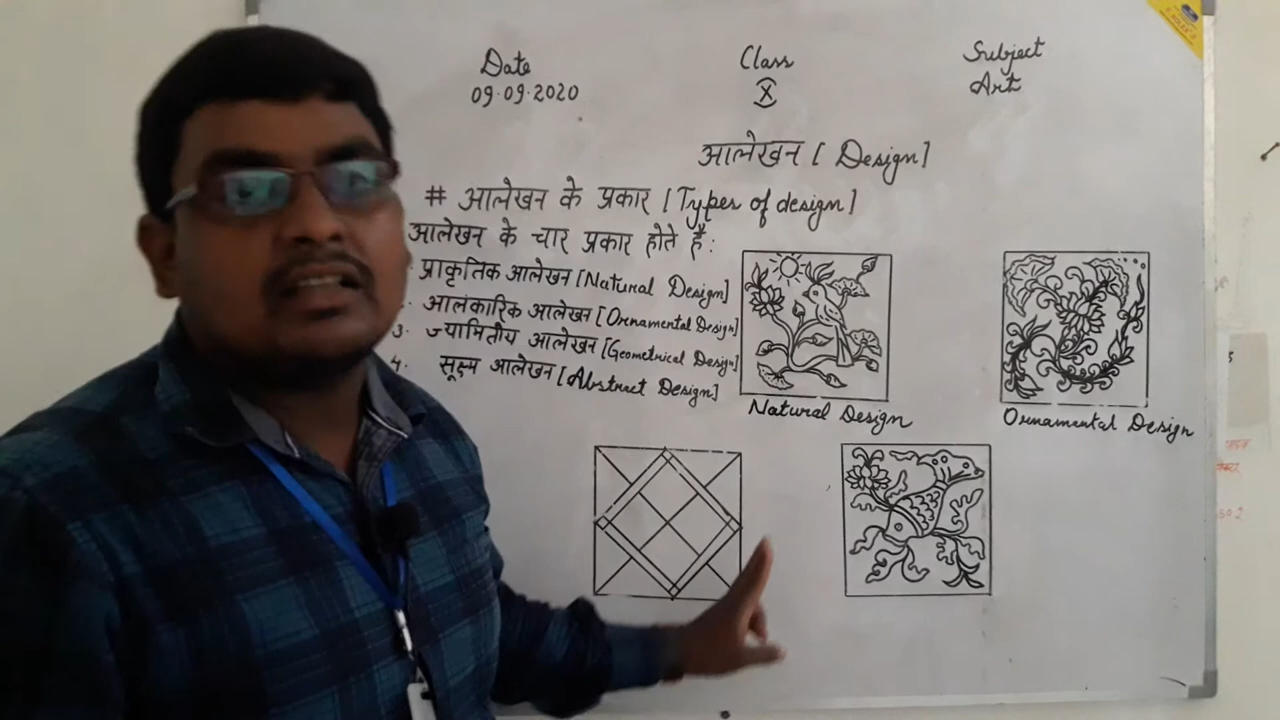 Date
09.09.2020
Class
X
Subject
Art
आलेखन [Design]
# आलेखन के प्रकार [Types of design]
आलेखन के चार प्रकार होते हैं:
प्राकृतिक आलेखन [Natural Design]
आलंकारिक आलेखन [Ornamental Design]
3. ज्यामितीय आलेखन [Geometrical Design]
4. सूक्ष्म आलेखन [Abstract Design]
Natural Design
Ornamental Design